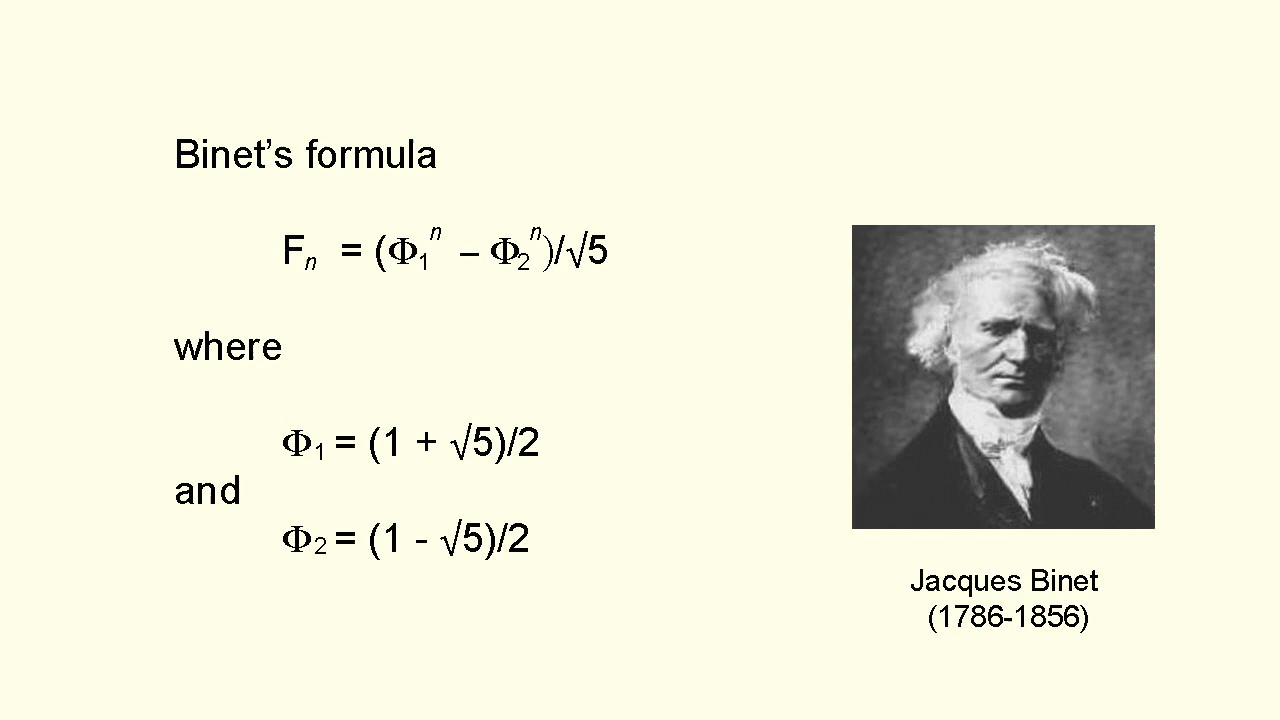 Binet’s formula
Fn = (Φ1n – Φ2n)/√5
where
Φ1 = (1 + √5)/2
and
Φ2 = (1 - √5)/2
Jacques Binet
(1786-1856)